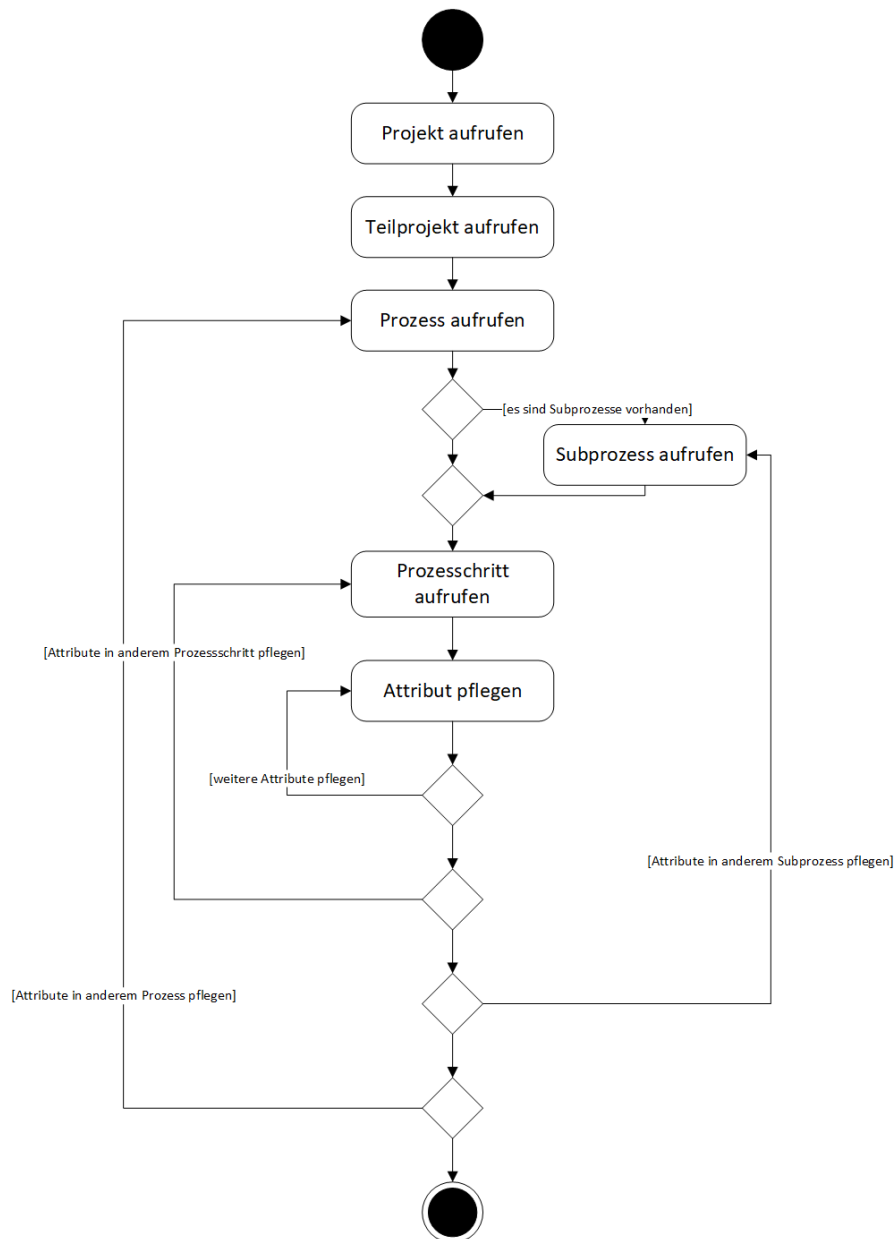 Projekt aufrufen
Teilprojekt aufrufen
Prozess aufrufen
[es sind Subprozesse vorhanden]
Subprozess aufrufen
Prozesschritt
aufrufen
[Attribute in anderem Prozessschritt pflegen]
Attribut pflegen
[weitere Attribute pflegen]
[Attribute in anderem Subprozess pflegen]
[Attribute in anderem Prozess pflegen]